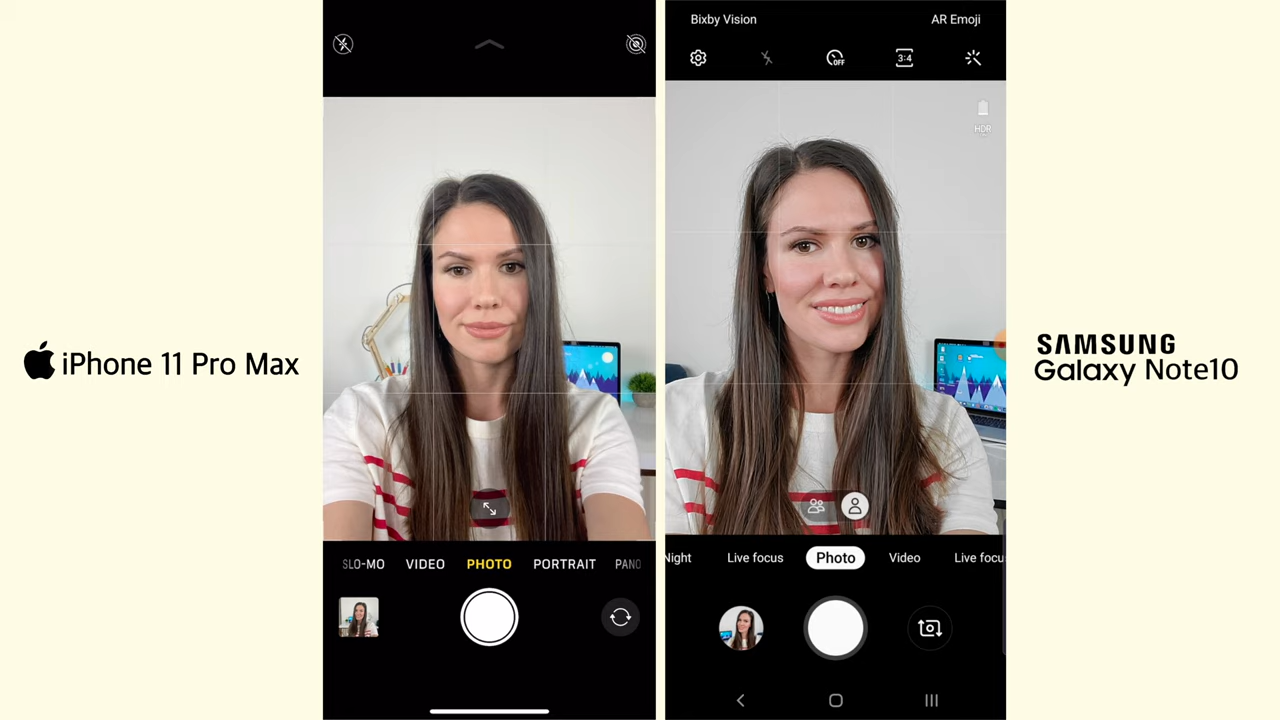 iPhone 11 Pro Max
SLO-MO VIDEO PHOTO PORTRAIT PANO
Bixby Vision AR Emoji
OFF 3:4
HDR
Night Live focus Photo Video Live focu
SAMSUNG
Galaxy Note10